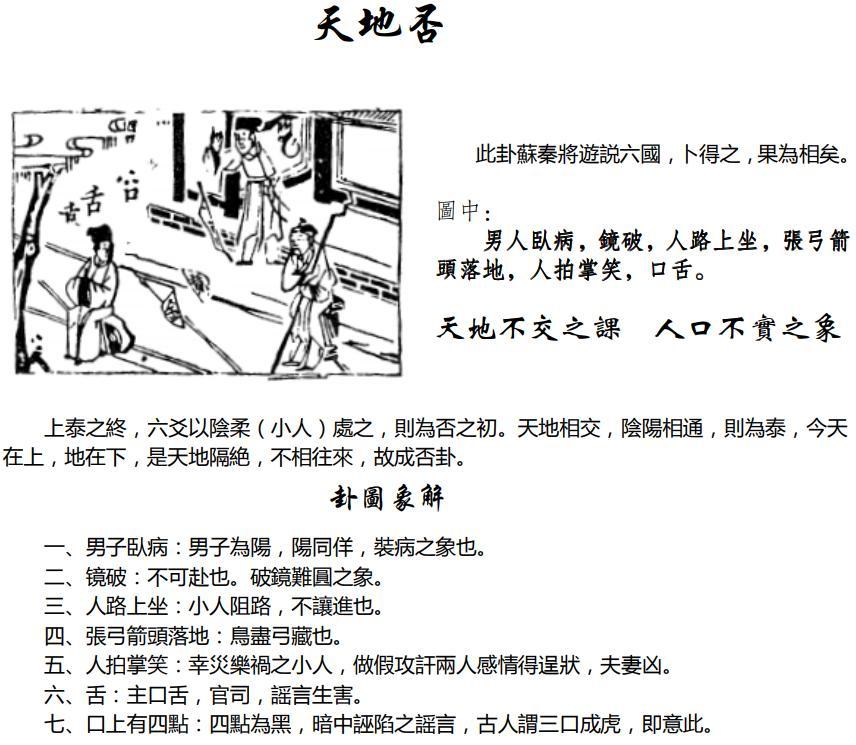 天地否
此卦蘇秦將遊説六國，卜得之，果為相矣。
圖中：
男人臥病，鏡破，人路上坐，張弓箭
頭落地，人拍掌笑，口舌。
天地不交之課　人口不實之象
舌
舌
上泰之終，六爻以陰柔（小人）處之，則為否之初。天地相交，陰陽相通，則為泰，今天
在上，地在下，是天地隔絶，不相往來，故成否卦。
卦圖象解
一、男子臥病：男子為陽，陽同佯，裝病之象也。
二、镜破：不可赴也。破鏡難圓之象。
三、人路上坐：小人阻路，不讓進也。
四、張弓箭頭落地：鳥盡弓藏也。
五、人拍掌笑：幸災樂禍之小人，做假攻訐兩人感情得逞狀，夫妻凶。
六、舌：主口舌，官司，謡言生害。
七、口上有四點：四點為黑，暗中誣陷之謡言，古人謂三口成虎，即意此。